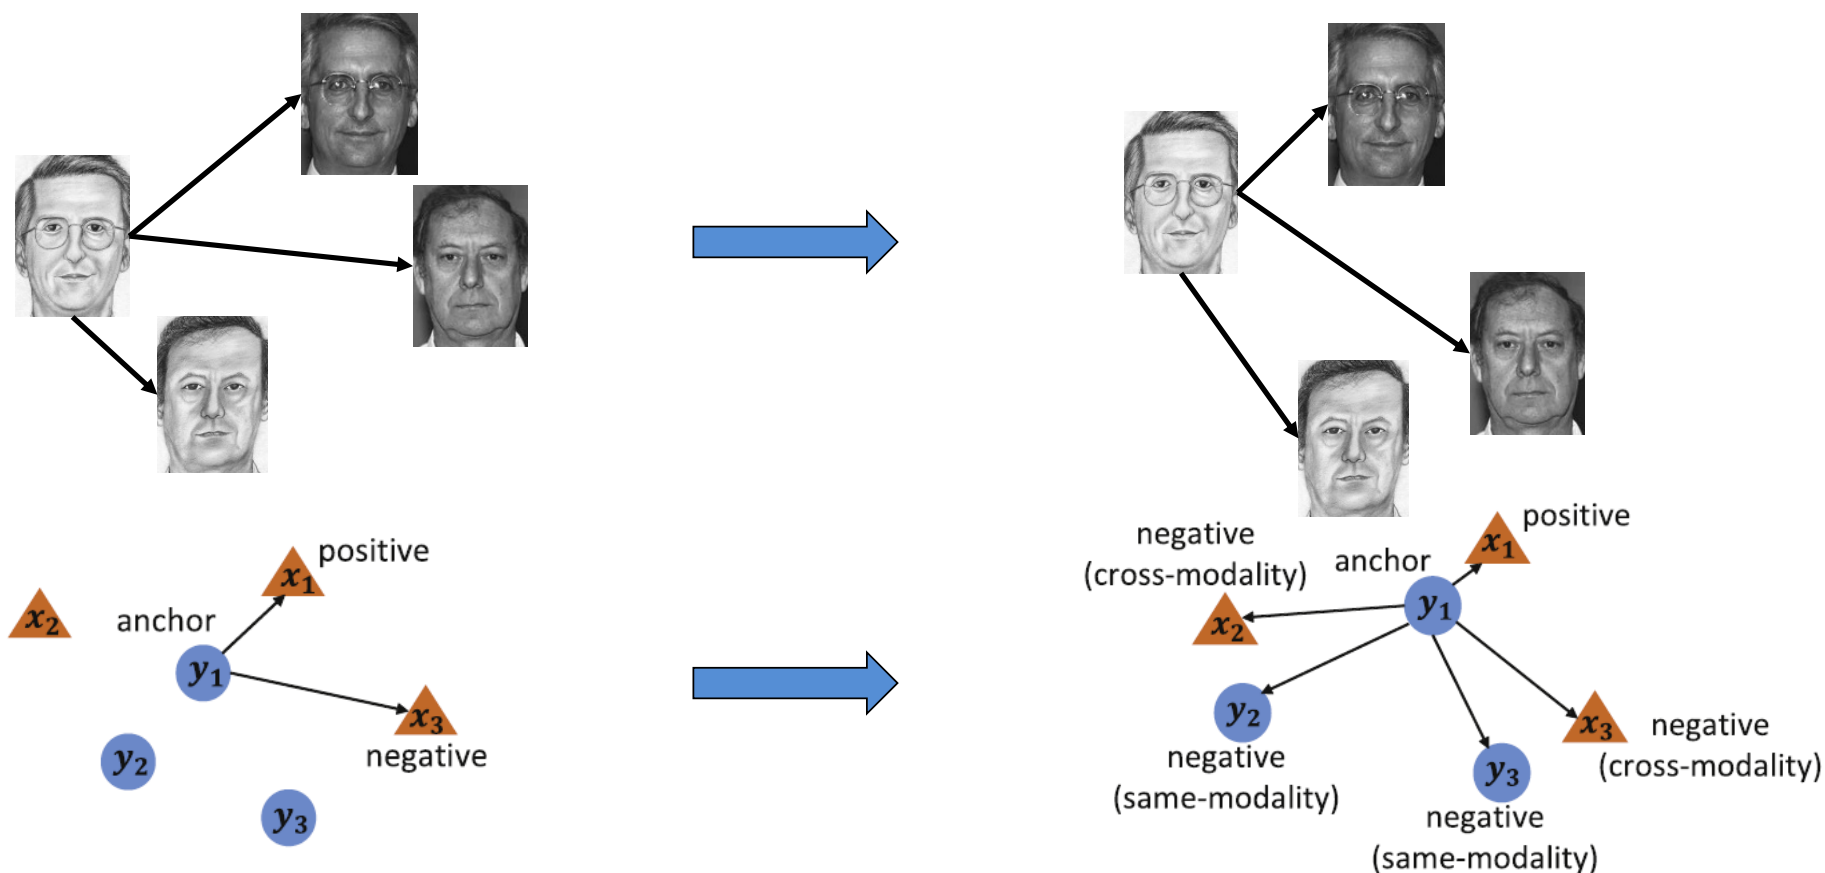 positive
x₁
x₂
anchor
y₁
x₃
negative
y₂
y₃
positive
negative
(cross-modality)
anchor
x₁
x₂
y₁
y₂
negative
(same-modality)
x₃
negative
(cross-modality)
y₃
negative
(same-modality)